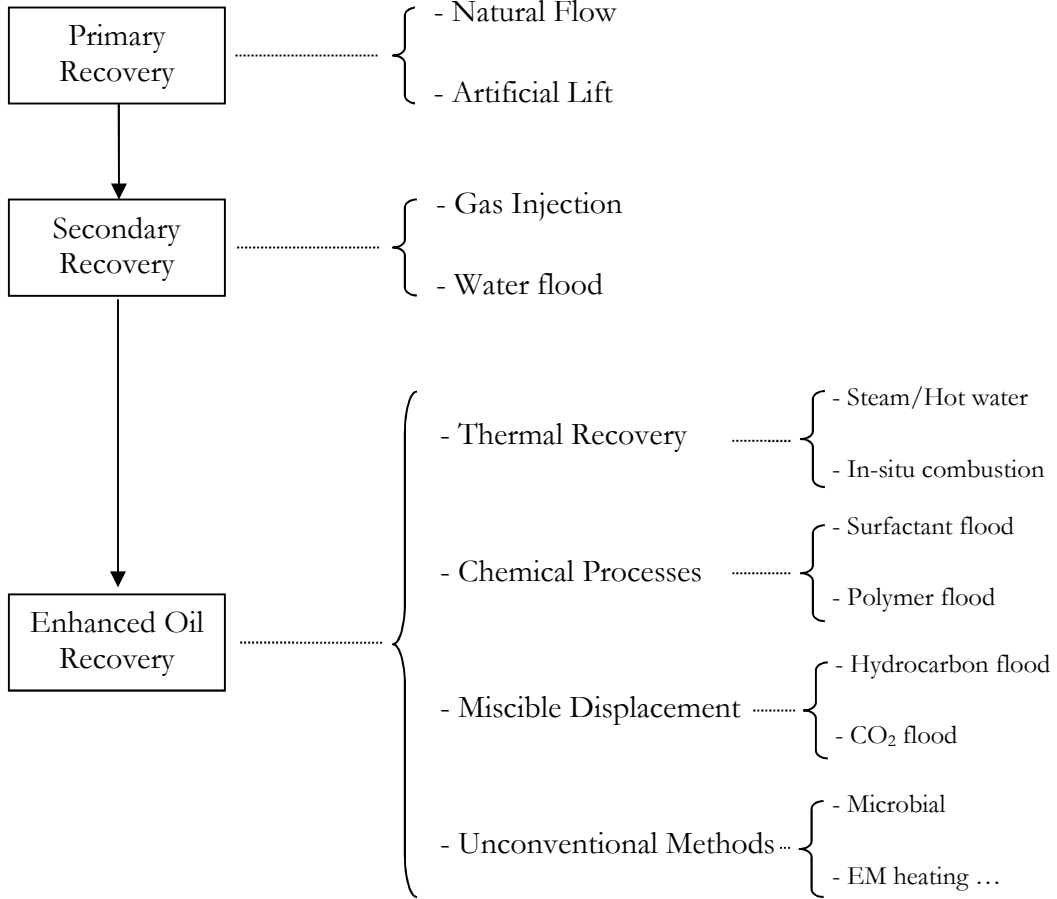 Primary
Recovery
- Natural Flow
- Artificial Lift
Secondary
Recovery
- Gas Injection
- Water flood
Enhanced Oil
Recovery
- Thermal Recovery
- Steam/Hot water
- In-situ combustion
- Chemical Processes
- Surfactant flood
- Polymer flood
- Miscible Displacement
- Hydrocarbon flood
- CO₂ flood
- Unconventional Methods
- Microbial
- EM heating …